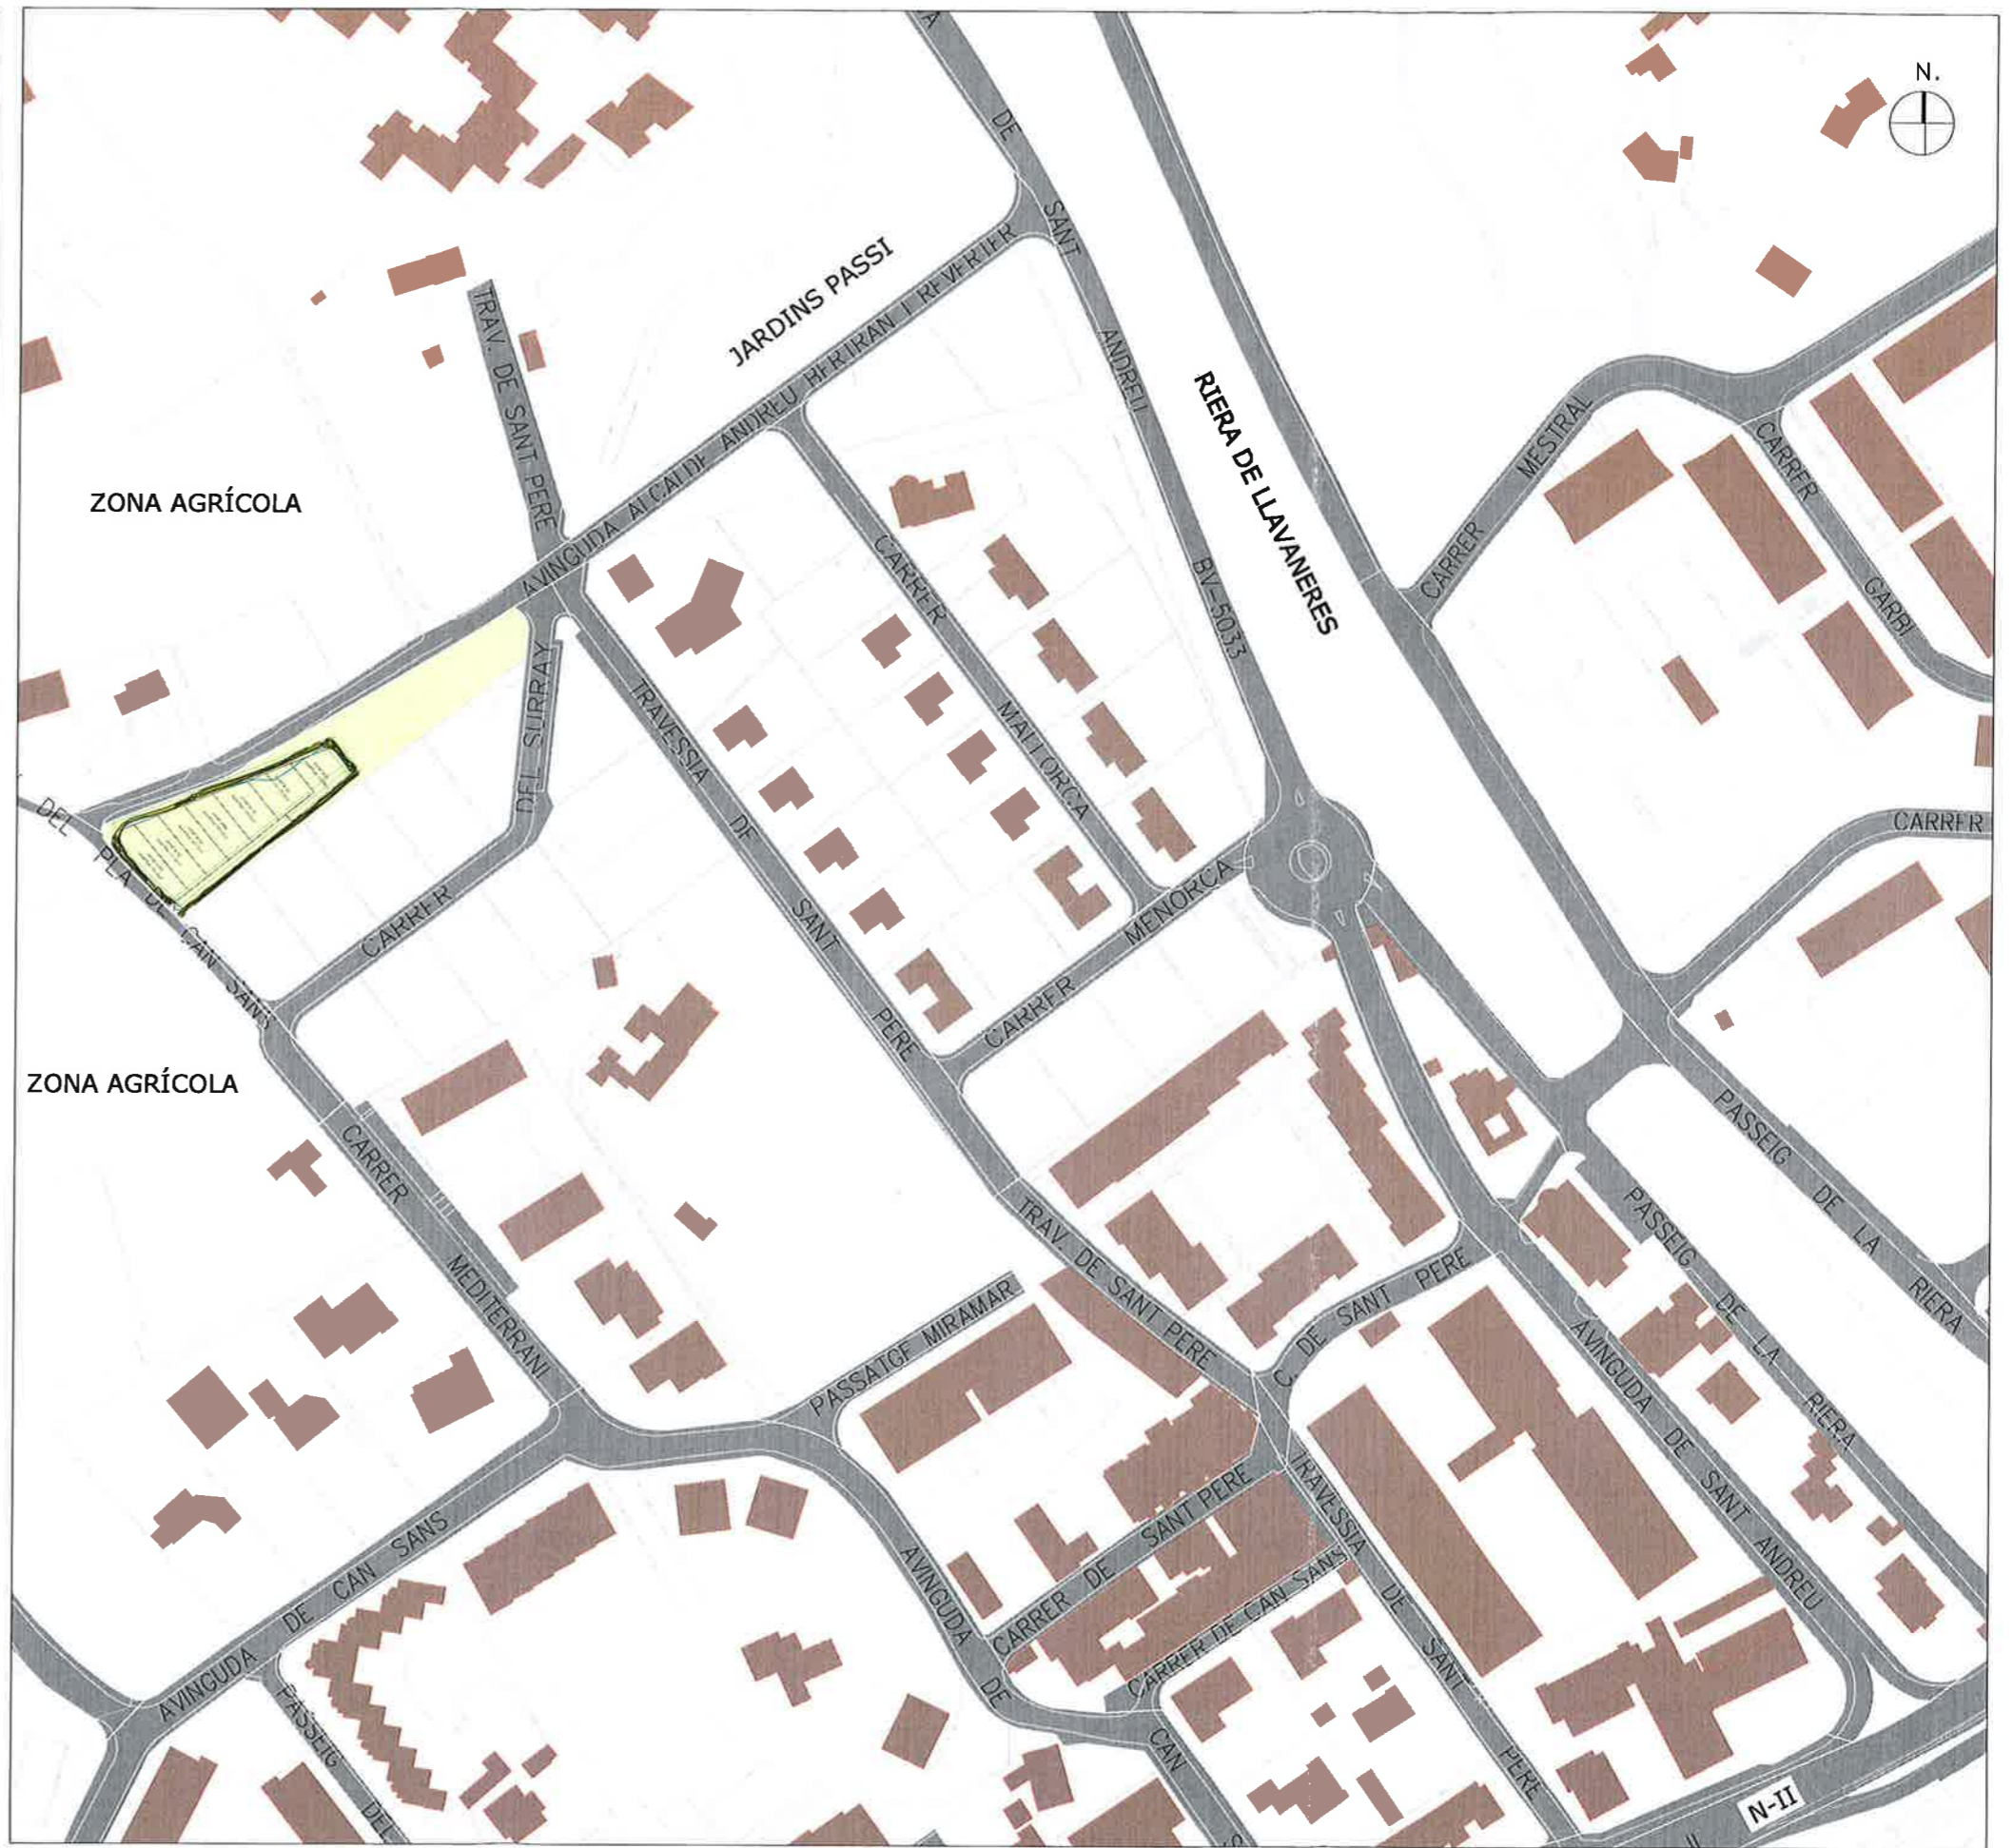 N.
A
DE
SANT
ANDREU
BV-5033
JARDINS PASSI
RIERA DE LLAVANERES
TRAV. DE SANT PERE
AVINGUDA ALCALDE ANDREU BERTRAN I REVERTER
ZONA AGRÍCOLA
CARRER MESTRAL
CARRER GARBI
CARRER MALLORCA
CARRER DEL SURRAY
TRAVESSIA DE SANT PERE
CARRER
DEL PLA DE CAN SANS
CARRER MENORCA
ZONA AGRÍCOLA
CARRER MEDITERRANI
PASSEIG DE LA RIERA
PASSEIG DE LA RIERA
TRAV. DE SANT PERE
C. DE SANT PERE
PASSATGE MIRAMAR
AVINGUDA DE SANT ANDREU
AVINGUDA DE CAN SANS
CARRER DE SANT PERE
TRAVESSIA DE SANT PERE
CARRER DE CAN SANS
AVINGUDA DE CAN
PASSEIG DEL
N-II